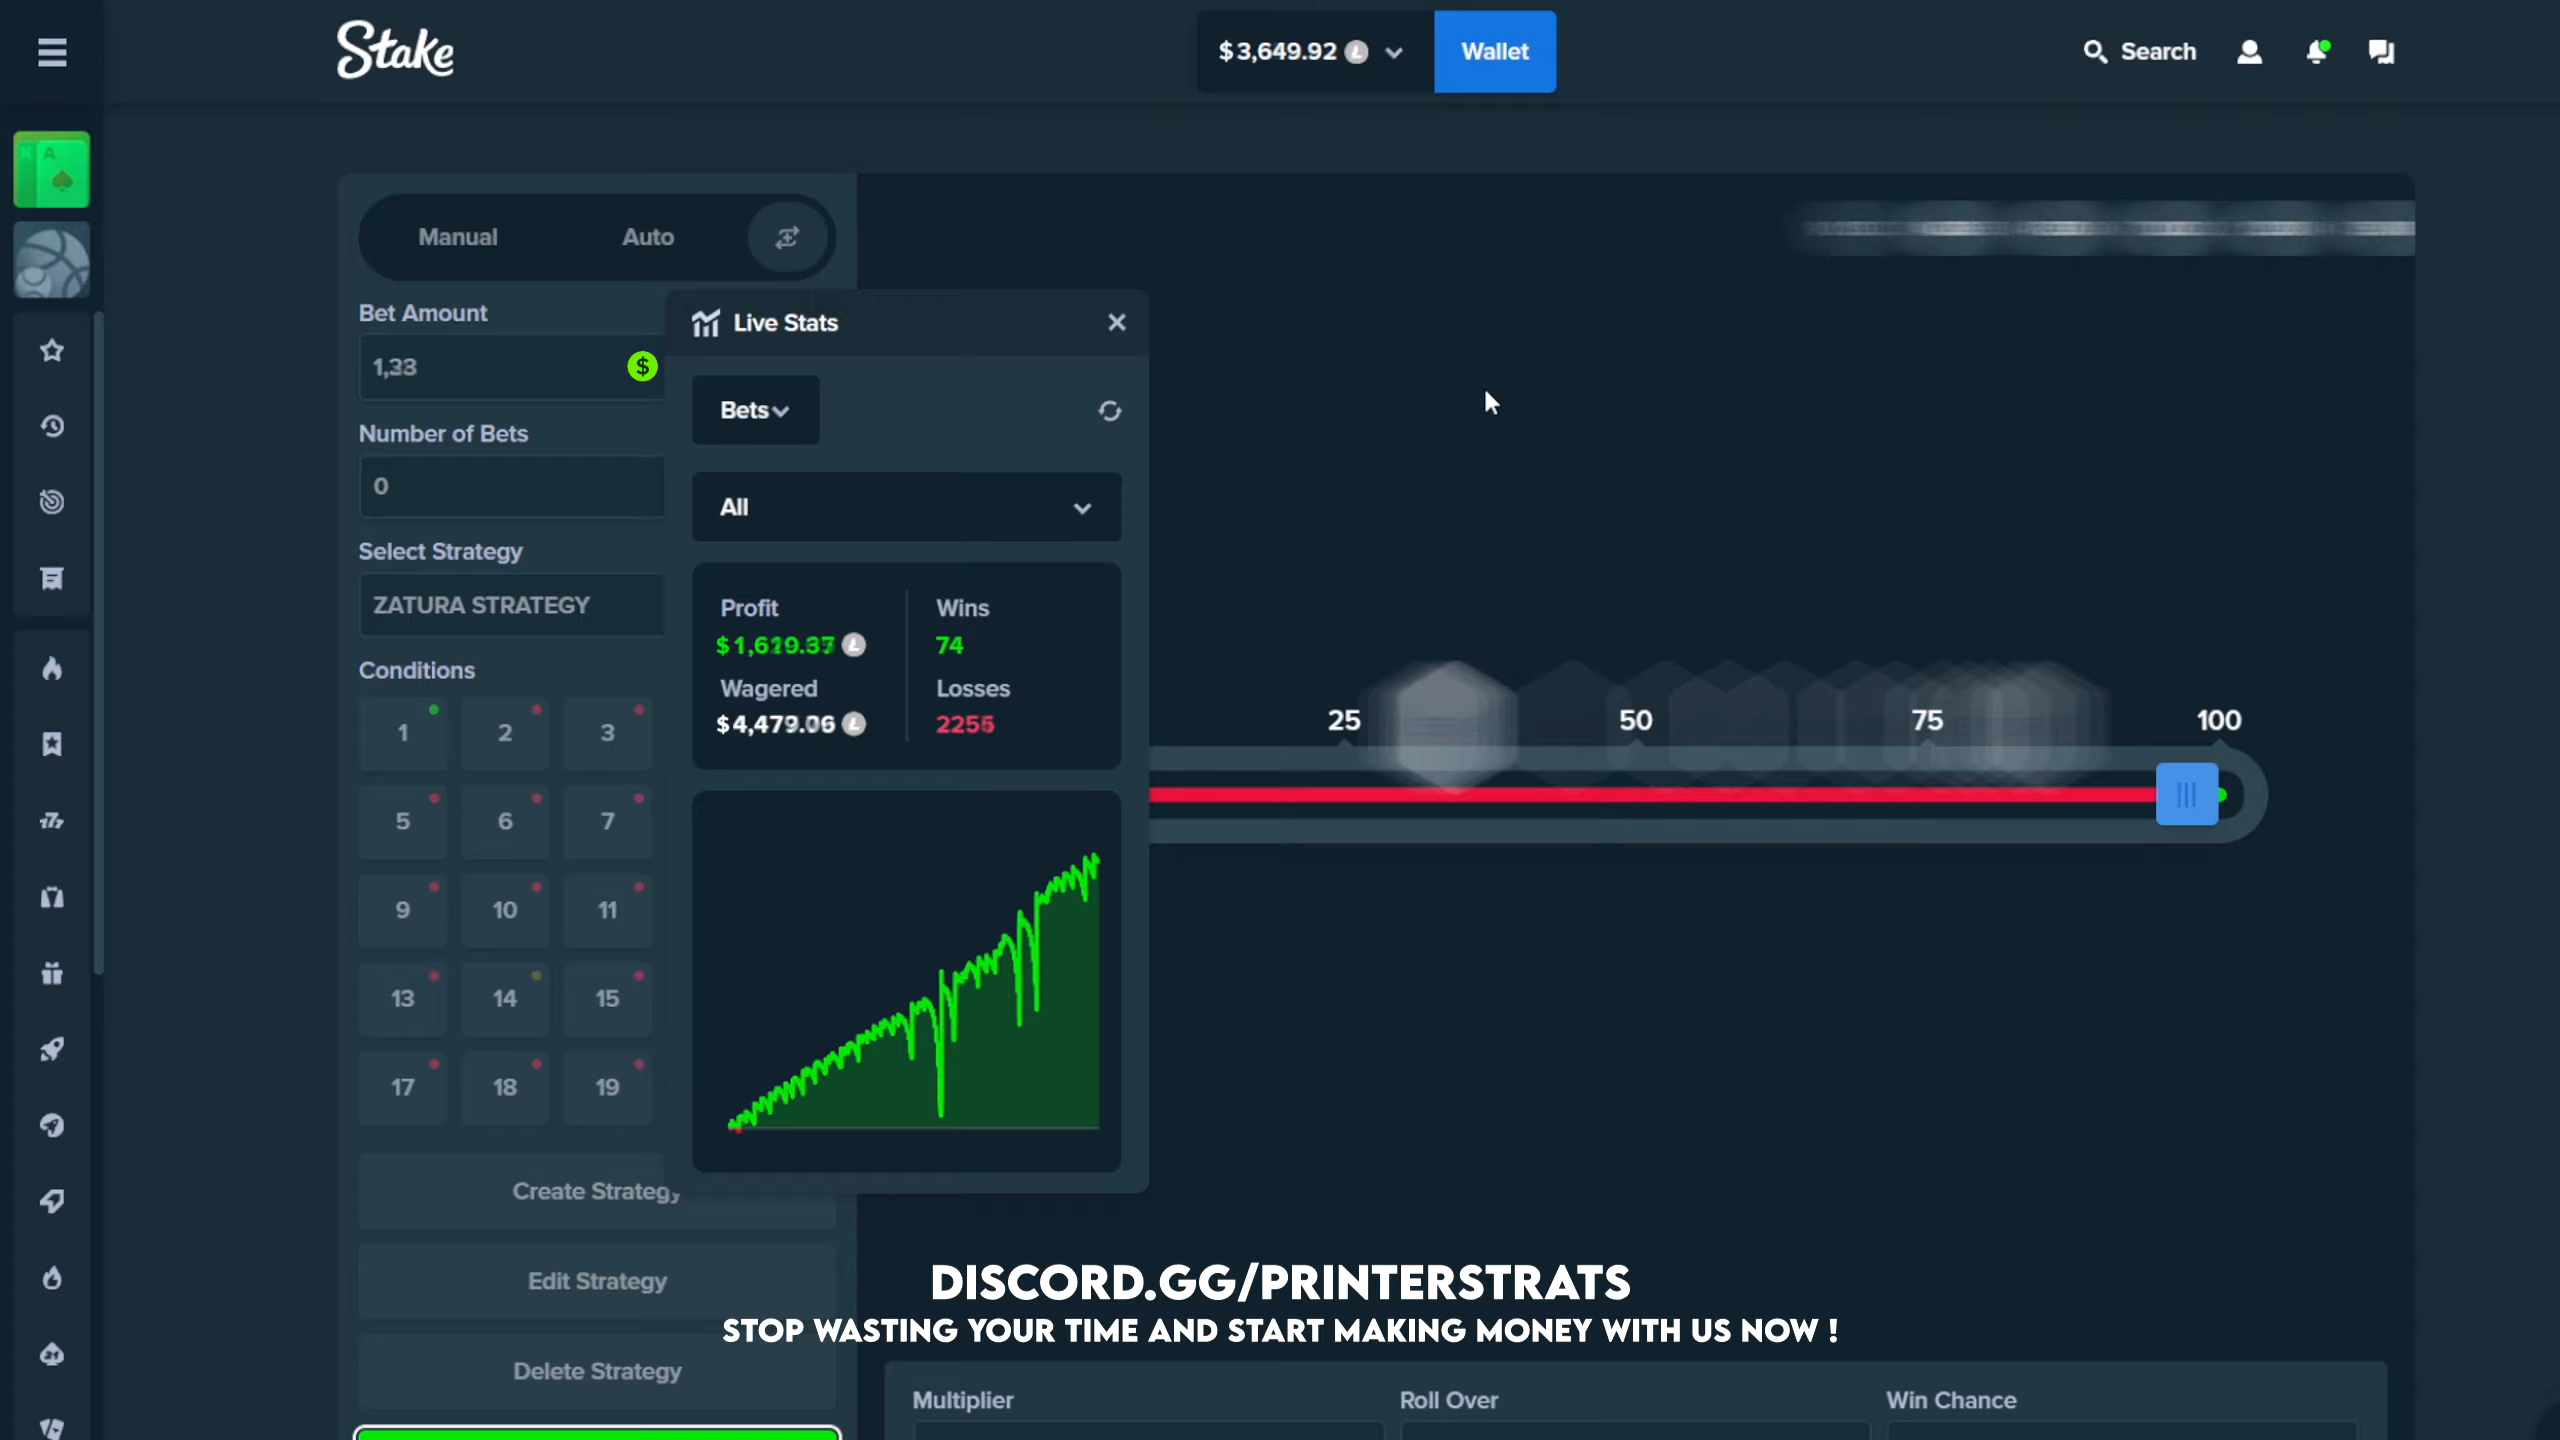 Stake
$3,649.92
Wallet
Search
K A
Manual
Auto
Bet Amount
1,33
$
Number of Bets
0
Select Strategy
ZATURA STRATEGY
Conditions
1 2 3
5 6 7
9 10 11
13 14 15
17 18 19
Create Strategy
Edit Strategy
Delete Strategy
Live Stats
Bets
All
Profit
Wins
74
Wagered
$4,479.06
Losses
25 50 75 100
DISCORD.GG/PRINTERSTRATS
STOP WASTING YOUR TIME AND START MAKING MONEY WITH US NOW !
Multiplier
Roll Over
Win Chance